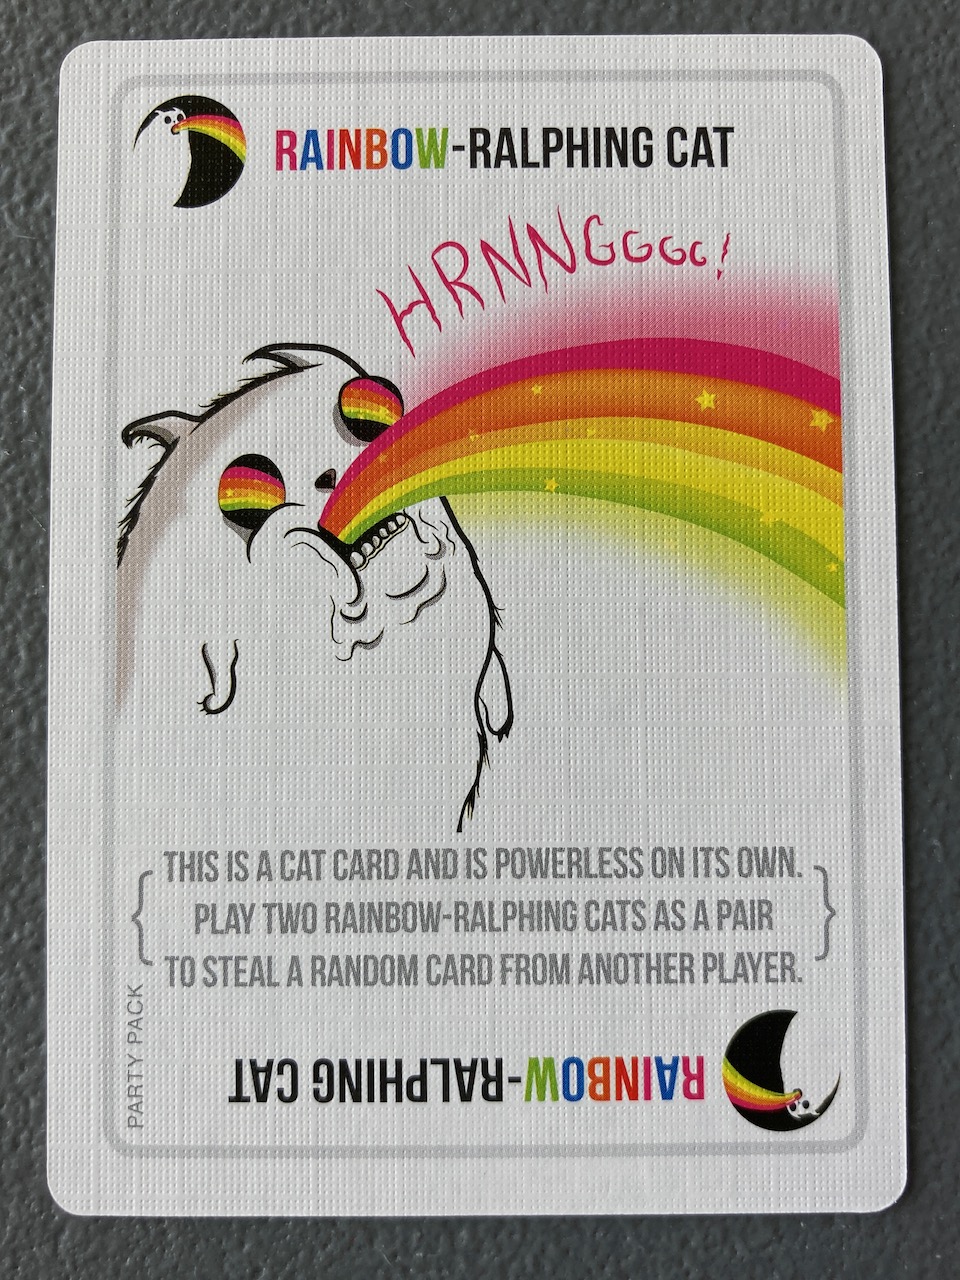 RAINBOW-RALPHING CAT
HRNNGGGGG!
THIS IS A CAT CARD AND IS POWERLESS ON ITS OWN.
PLAY TWO RAINBOW-RALPHING CATS AS A PAIR
TO STEAL A RANDOM CARD FROM ANOTHER PLAYER.
PARTY PACK
RAINBOW-RALPHING CAT